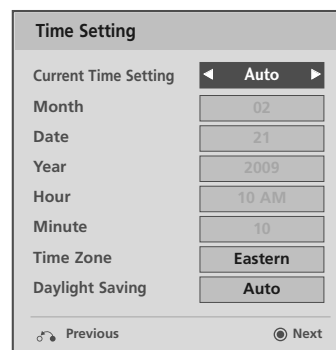 Time Setting
Current Time Setting Auto
Month 02
Date 21
Year 2009
Hour 10 AM
Minute 10
Time Zone Eastern
Daylight Saving Auto
Previous Next